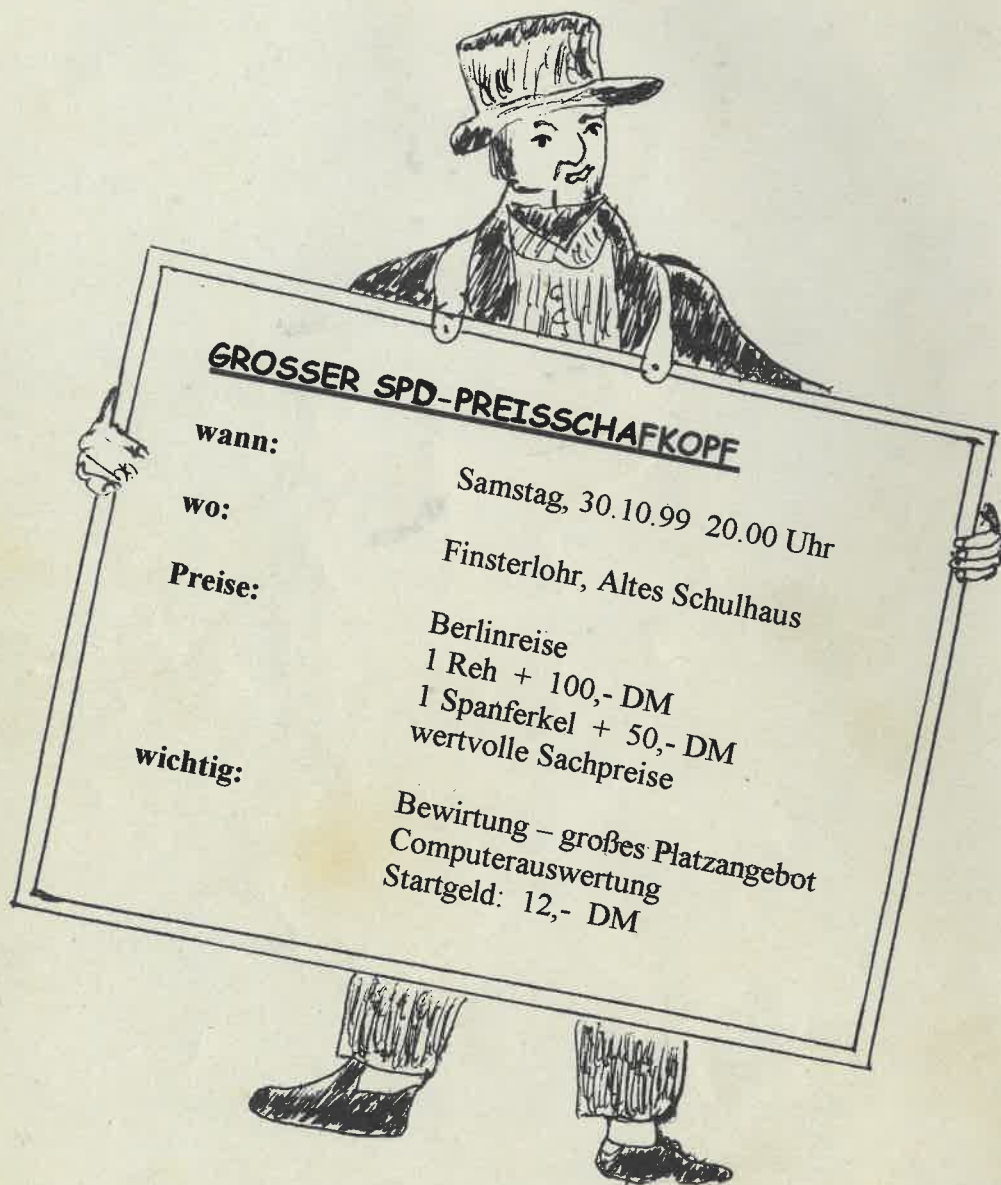 GROSSER SPD-PREISSCHAFKOPF
wann:
Samstag, 30.10.99 20.00 Uhr
wo:
Finsterlohr, Altes Schulhaus
Preise:
Berlinreise
1 Reh + 100,- DM
1 Spanferkel + 50,- DM
wertvolle Sachpreise
wichtig:
Bewirtung – großes Platzangebot
Computerauswertung
Startgeld: 12,- DM